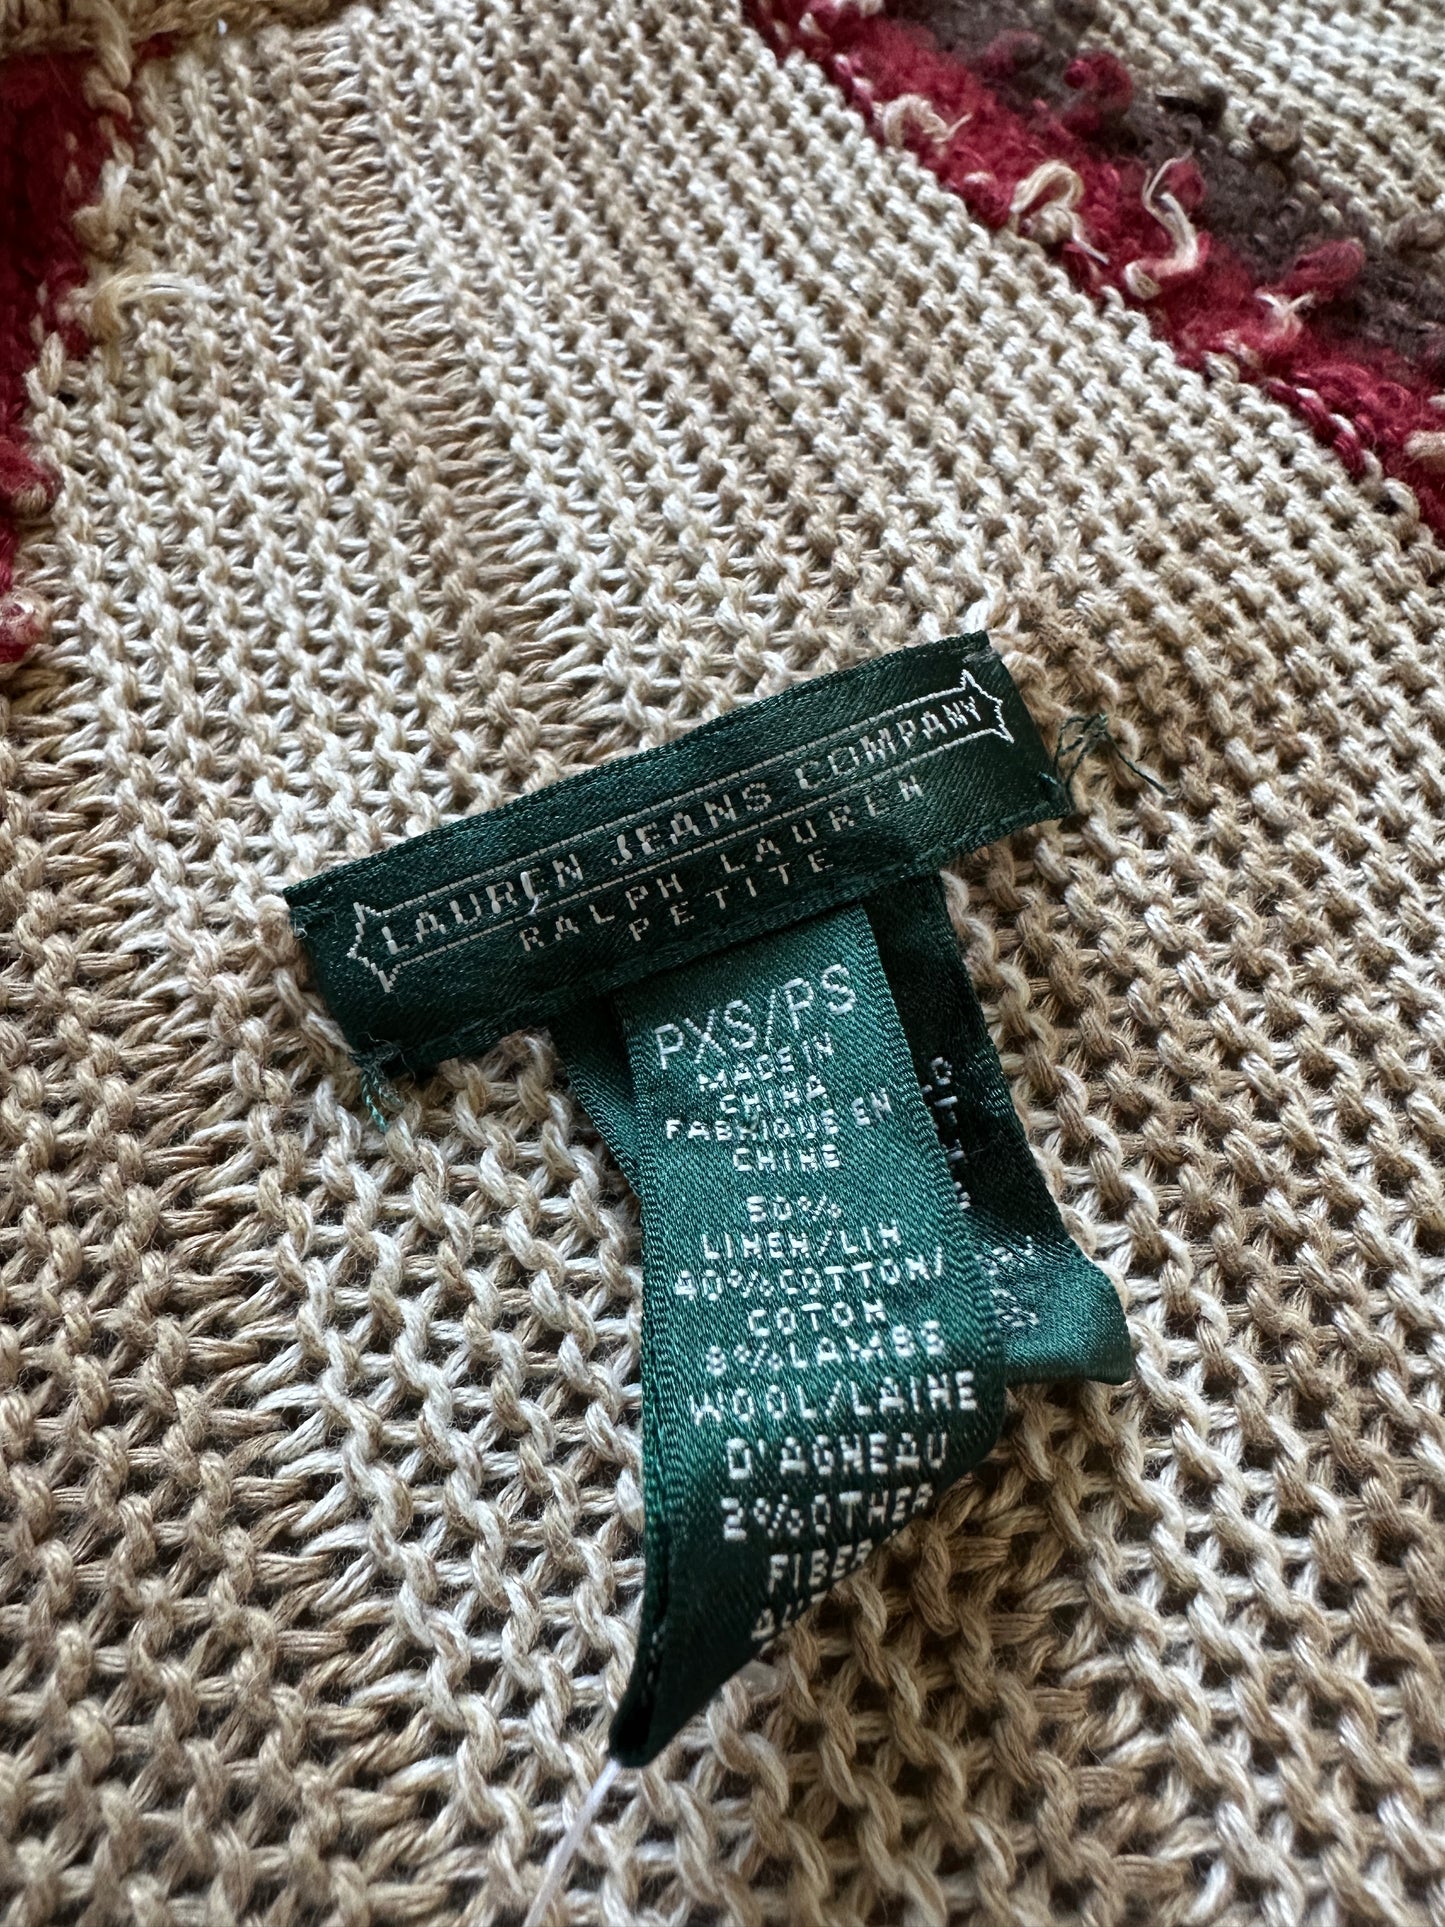 LAUREN JEANS COMPANY
RALPH LAUREN
PETITE
PXS/PS
MADE IN
CHINA
FABRIQUE EN
CHINE
50%
LINEN/LIN
40%COTTON/
COTON
8%LAMBS
WOOL/LAINE
D'AGNEAU
2%OTHER